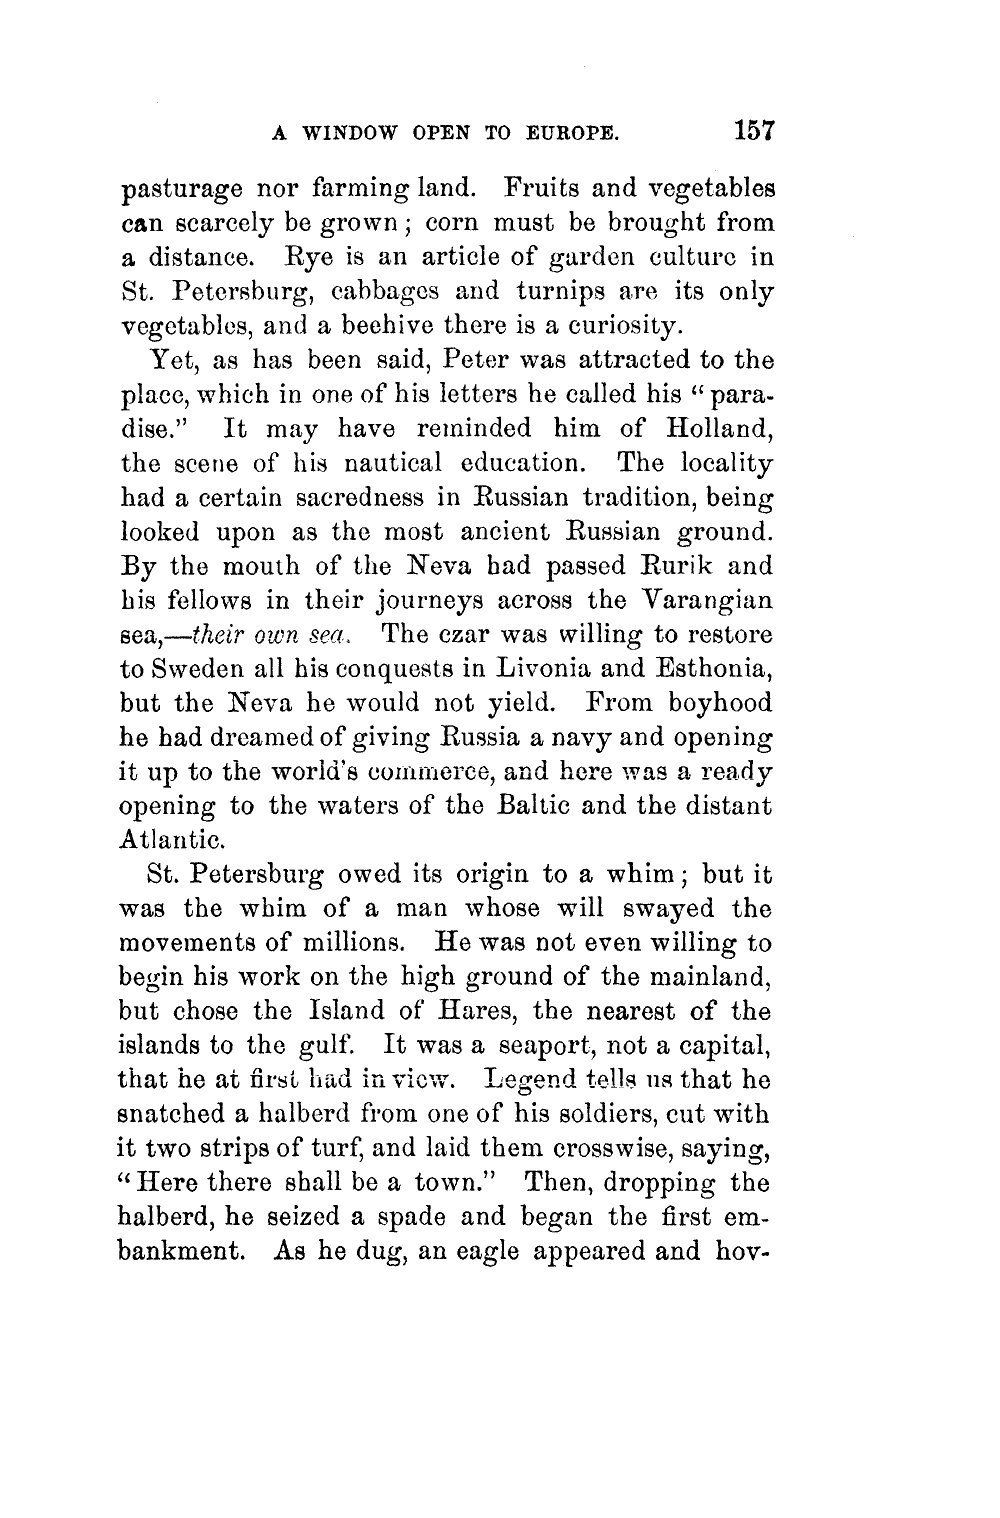 A WINDOW OPEN TO EUROPE. 157
pasturage nor farming land. Fruits and vegetables
can scarcely be grown; corn must be brought from
a distance. Rye is an article of garden culture in
St. Petersburg, cabbages and turnips are its only
vegetables, and a beehive there is a curiosity.
Yet, as has been said, Peter was attracted to the
place, which in one of his letters he called his “para-
dise.” It may have reminded him of Holland,
the scene of his nautical education. The locality
had a certain sacredness in Russian tradition, being
looked upon as the most ancient Russian ground.
By the mouth of the Neva had passed Rurik and
his fellows in their journeys across the Varangian
sea,—their own sea. The czar was willing to restore
to Sweden all his conquests in Livonia and Esthonia,
but the Neva he would not yield. From boyhood
he had dreamed of giving Russia a navy and opening
it up to the world's commerce, and here was a ready
opening to the waters of the Baltic and the distant
Atlantic.
St. Petersburg owed its origin to a whim; but it
was the whim of a man whose will swayed the
movements of millions. He was not even willing to
begin his work on the high ground of the mainland,
but chose the Island of Hares, the nearest of the
islands to the gulf. It was a seaport, not a capital,
that he at first had in view. Legend tells us that he
snatched a halberd from one of his soldiers, cut with
it two strips of turf, and laid them crosswise, saying,
“Here there shall be a town.” Then, dropping the
halberd, he seized a spade and began the first em-
bankment. As he dug, an eagle appeared and hov-